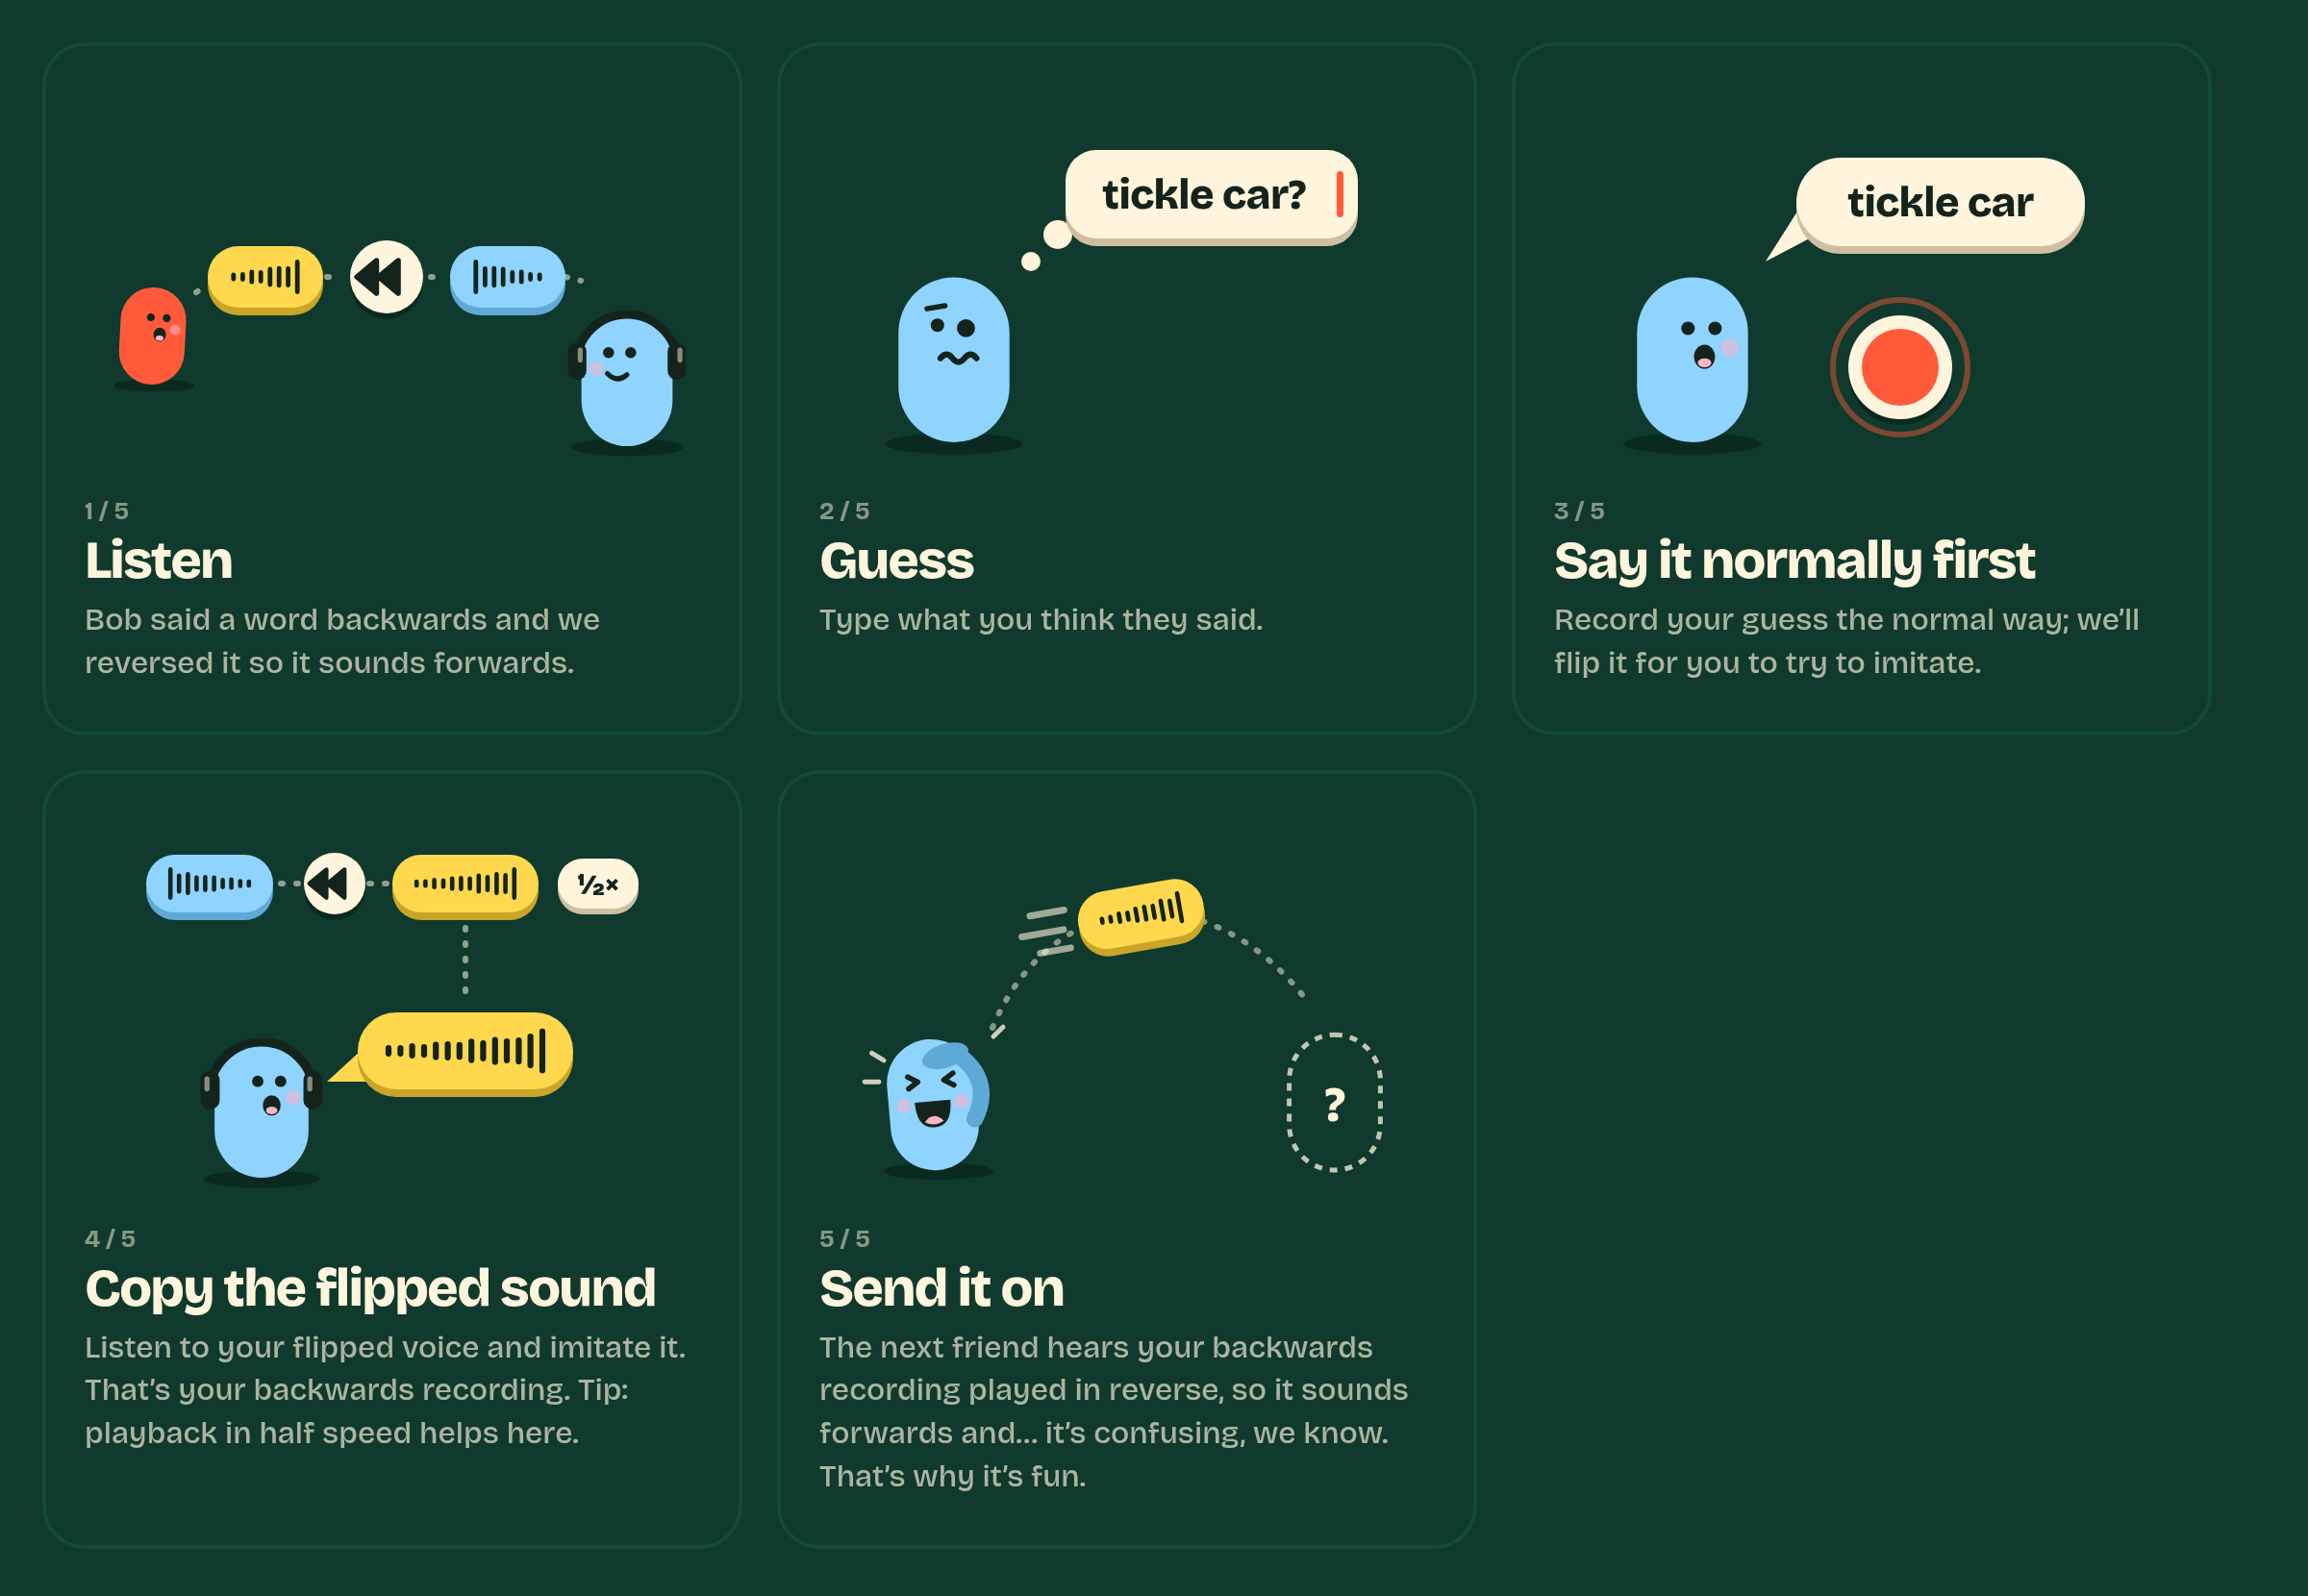 tickle car?
1 / 5
Listen
Bob said a word backwards and we
reversed it so it sounds forwards.
2 / 5
Guess
Type what you think they said.
tickle car
3 / 5
Say it normally first
Record your guess the normal way; we’ll
flip it for you to try to imitate.
½×
4 / 5
Copy the flipped sound
Listen to your flipped voice and imitate it.
That’s your backwards recording. Tip:
playback in half speed helps here.
?
5 / 5
Send it on
The next friend hears your backwards
recording played in reverse, so it sounds
forwards and… it’s confusing, we know.
That’s why it’s fun.